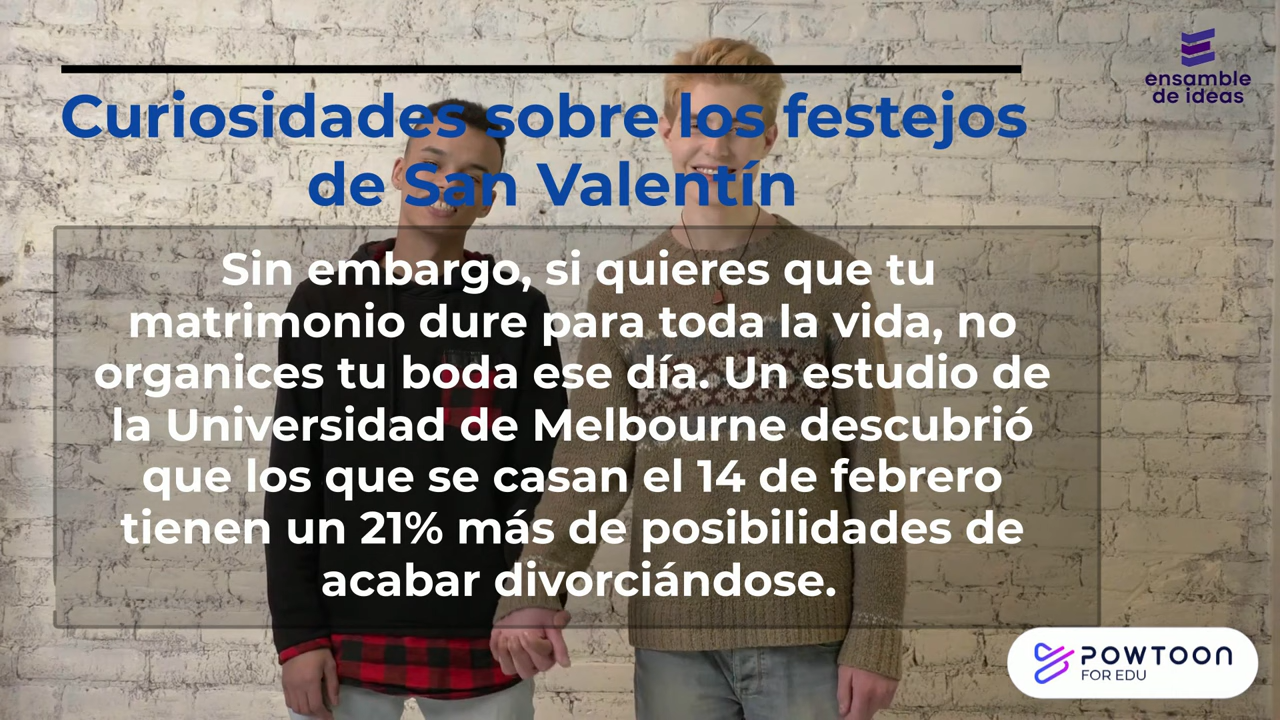 ensamble
de ideas
Curiosidades sobre los festejos
de San Valentín
Sin embargo, si quieres que tu
matrimonio dure para toda la vida, no
organices tu boda ese día. Un estudio de
la Universidad de Melbourne descubrió
que los que se casan el 14 de febrero
tienen un 21% más de posibilidades de
acabar divorciándose.
POWTOON
FOR EDU